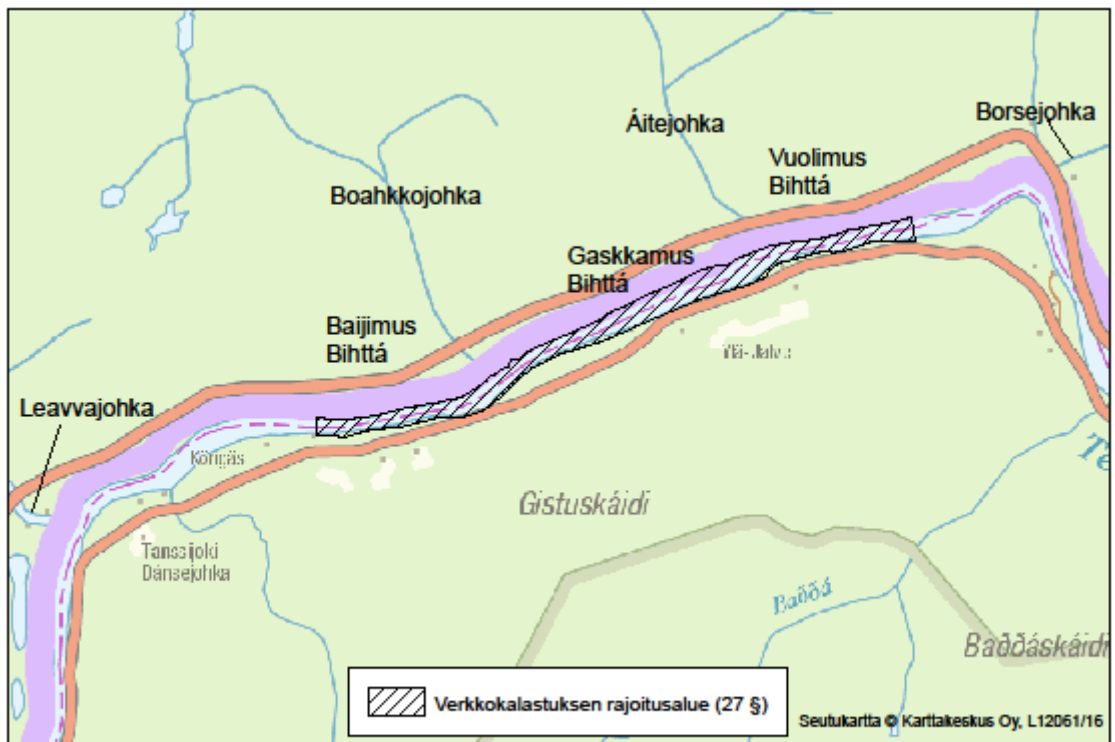 Borsejohka
Áitejohka
Vuolimus
Bihttá
Boahkkojohka
Gaskkamus
Bihttá
Baijimus
Bihttá
Leavvajohka
Köngäs
Gistuskáidi
Tanssijoki
Dánsejohka
Baððá
Baððáskáidi
Verkkokalastuksen rajoitusalue (27 §)
Seutukartta © Karttakeskus Oy, L12061/16